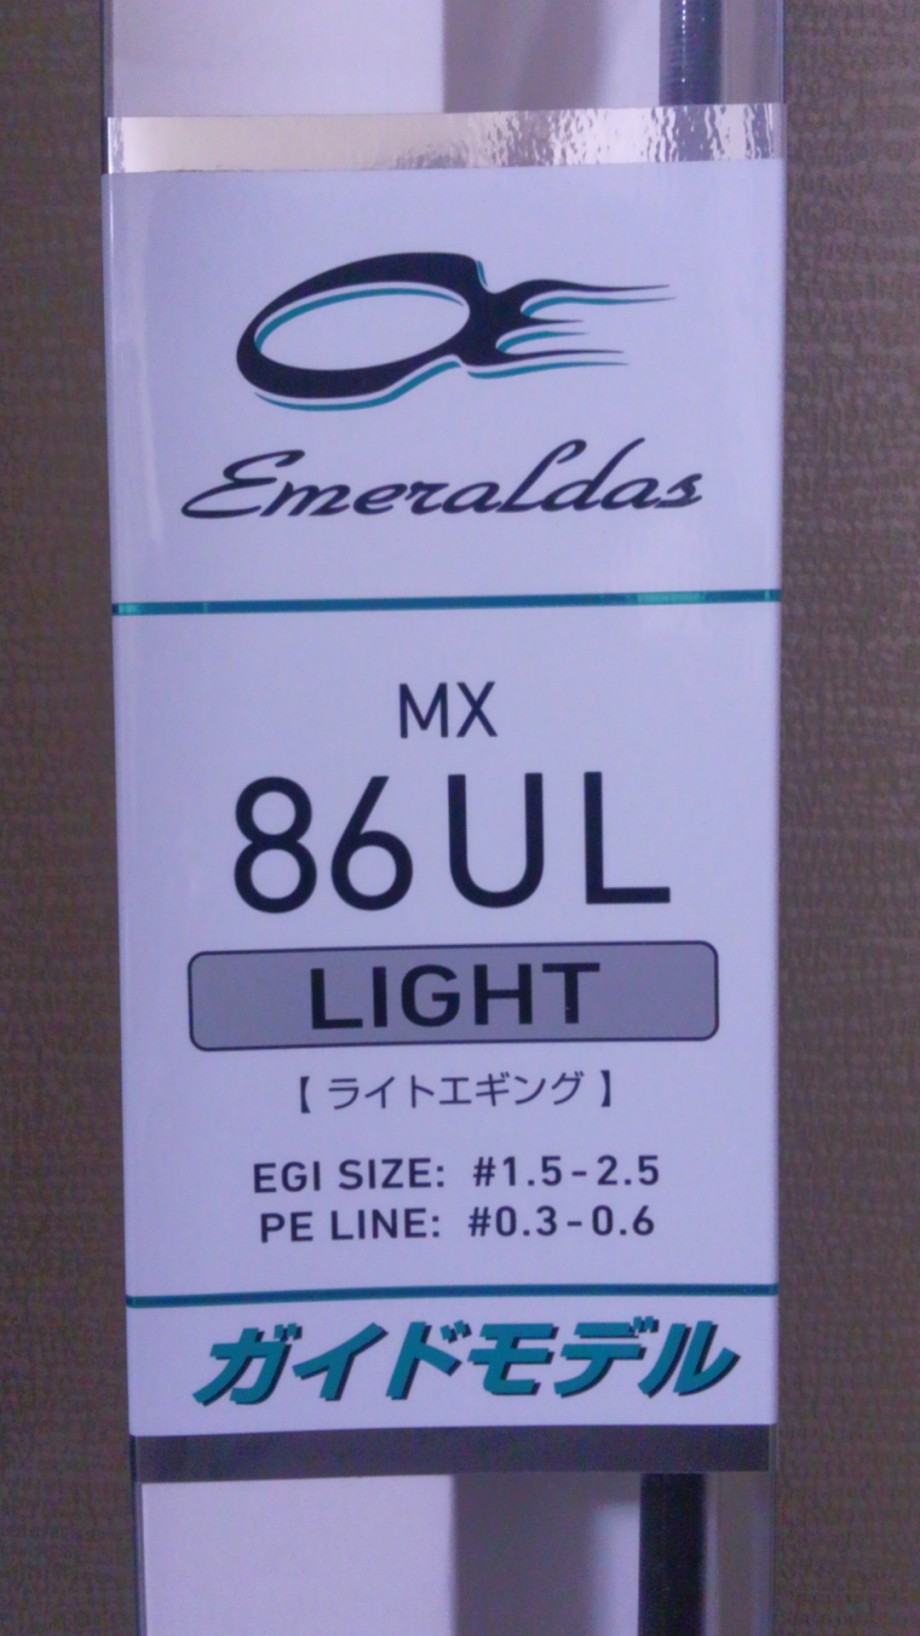 Emeraldas
MX
86UL
LIGHT
【ライトエギング】
EGI SIZE: #1.5-2.5
PE LINE: #0.3-0.6
ガイドモデル